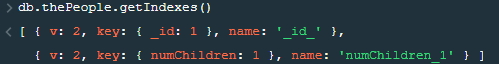 > db.thePeople.getIndexes()
< [ { v: 2, key: { _id: 1 }, name: '_id_' },
{ v: 2, key: { numChildren: 1 }, name: 'numChildren_1' } ]